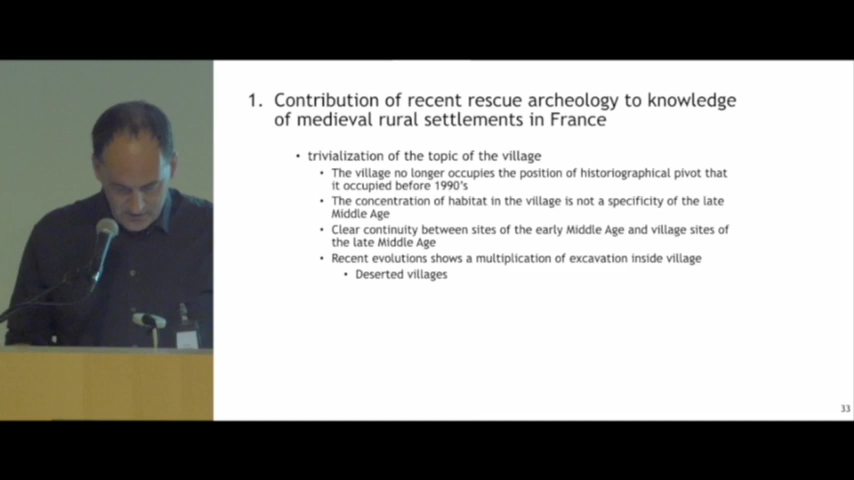 1. Contribution of recent rescue archeology to knowledge
of medieval rural settlements in France
• trivialization of the topic of the village
• The village no longer occupies the position of historiographical pivot that
it occupied before 1990's
• The concentration of habitat in the village is not a specificity of the late
Middle Age
• Clear continuity between sites of the early Middle Age and village sites of
the late Middle Age
• Recent evolutions shows a multiplication of excavation inside village
• Deserted villages
33